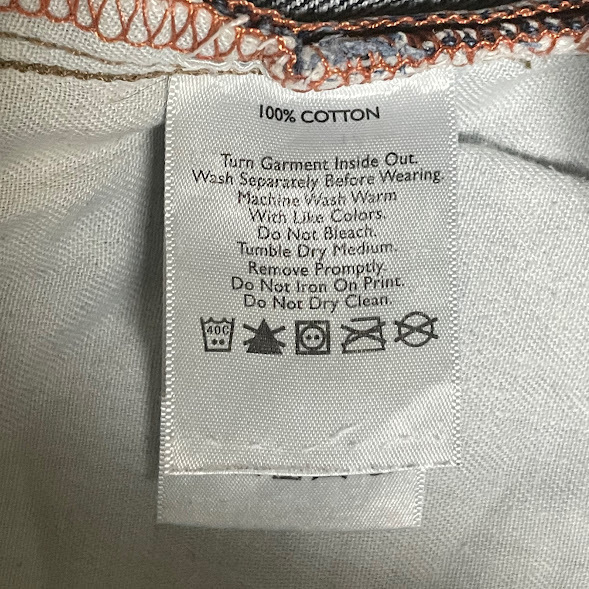 100% COTTON
Turn Garment Inside Out.
Wash Separately Before Wearing.
Machine Wash Warm
With Like Colors.
Do Not Bleach.
Tumble Dry Medium.
Remove Promptly.
Do Not Iron On Print.
Do Not Dry Clean.
40C